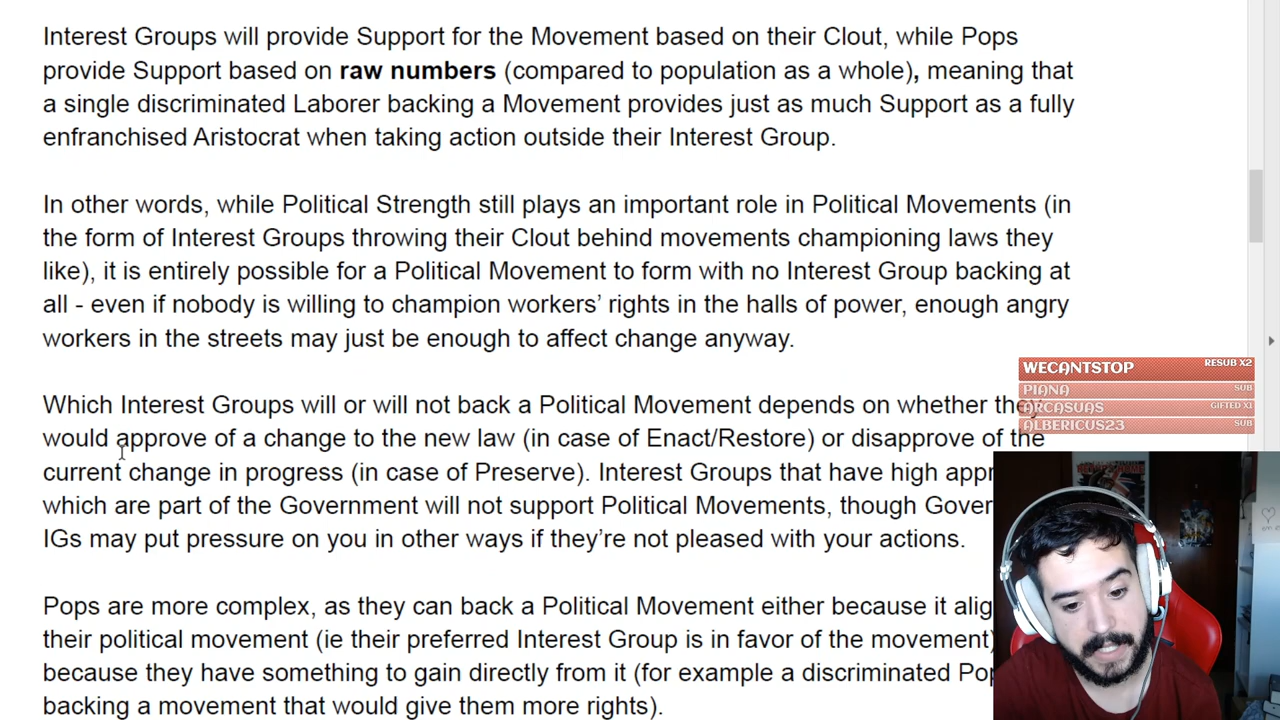 Interest Groups will provide Support for the Movement based on their Clout, while Pops
provide Support based on raw numbers (compared to population as a whole), meaning that
a single discriminated Laborer backing a Movement provides just as much Support as a fully
enfranchised Aristocrat when taking action outside their Interest Group.
In other words, while Political Strength still plays an important role in Political Movements (in
the form of Interest Groups throwing their Clout behind movements championing laws they
like), it is entirely possible for a Political Movement to form with no Interest Group backing at
all - even if nobody is willing to champion workers’ rights in the halls of power, enough angry
workers in the streets may just be enough to affect change anyway.
Which Interest Groups will or will not back a Political Movement depends on whether they
would approve of a change to the new law (in case of Enact/Restore) or disapprove of the
current change in progress (in case of Preserve). Interest Groups that have high
which are part of the Government will not support Political Movements, though
IGs may put pressure on you in other ways if they’re not pleased with your actions.
Pops are more complex, as they can back a Political Movement either because it
their political movement (ie their preferred Interest Group is in favor of the movement)
because they have something to gain directly from it (for example a discriminated
backing a movement that would give them more rights).
WECANTSTOP RESUB X2
PIANA SUB
ARCASUAS GIFTED X1
ALBERICUS23 SUB